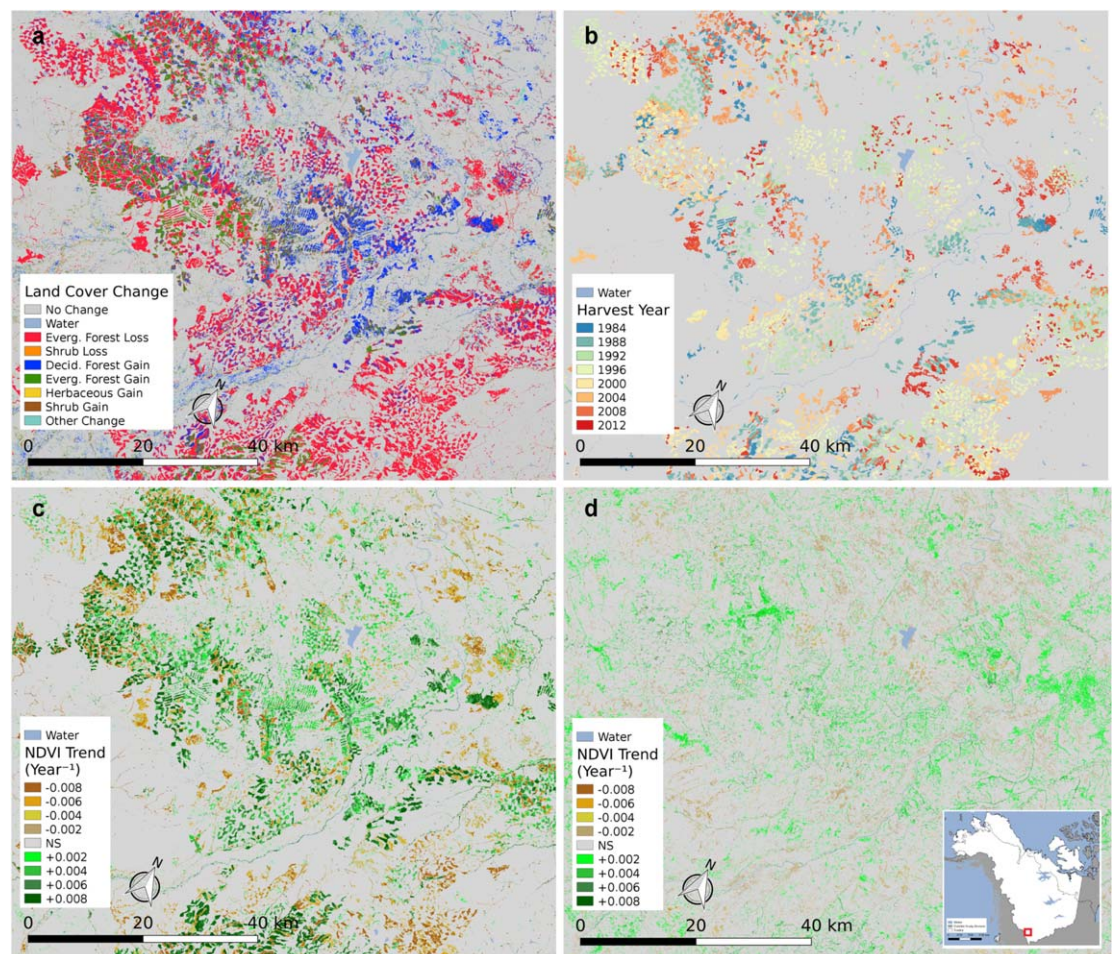 a
Land Cover Change
No Change
Water
Everg. Forest Loss
Shrub Loss
Decid. Forest Gain
Everg. Forest Gain
Herbaceous Gain
Shrub Gain
Other Change
N
0 20 40 km
b
Water
Harvest Year
1984
1988
1992
1996
2000
2004
2008
2012
N
0 20 40 km
c
Water
NDVI Trend
(Year⁻¹)
-0.008
-0.006
-0.004
-0.002
NS
+0.002
+0.004
+0.006
+0.008
N
0 20 40 km
d
Water
NDVI Trend
(Year⁻¹)
-0.008
-0.006
-0.004
-0.002
NS
+0.002
+0.004
+0.006
+0.008
N
0 20 40 km